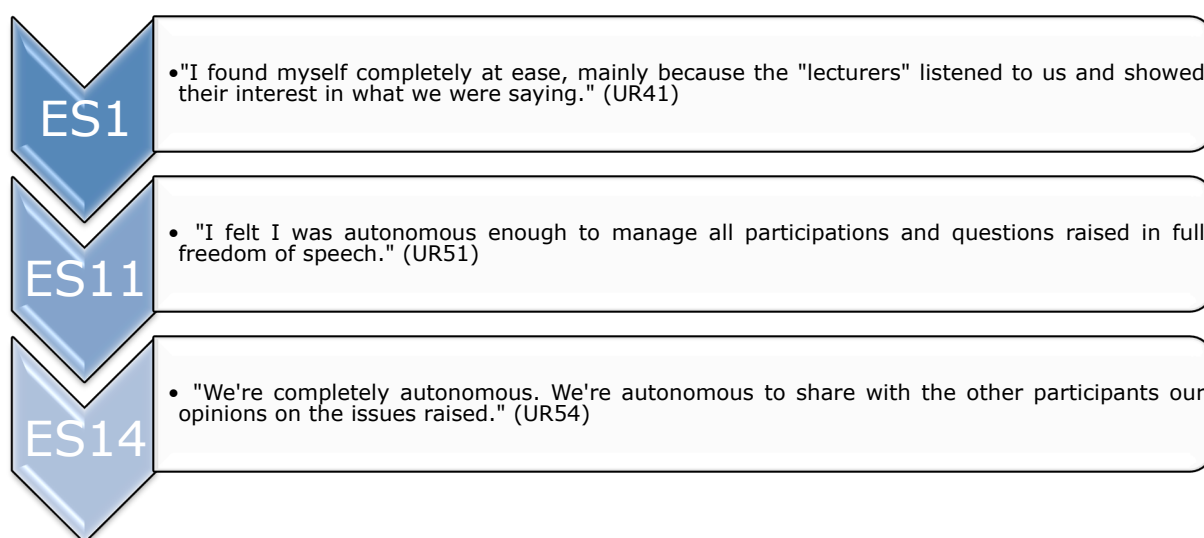 ES1
•"I found myself completely at ease, mainly because the "lecturers" listened to us and showed
their interest in what we were saying." (UR41)
ES11
• "I felt I was autonomous enough to manage all participations and questions raised in full
freedom of speech." (UR51)
ES14
• "We're completely autonomous. We're autonomous to share with the other participants our
opinions on the issues raised." (UR54)